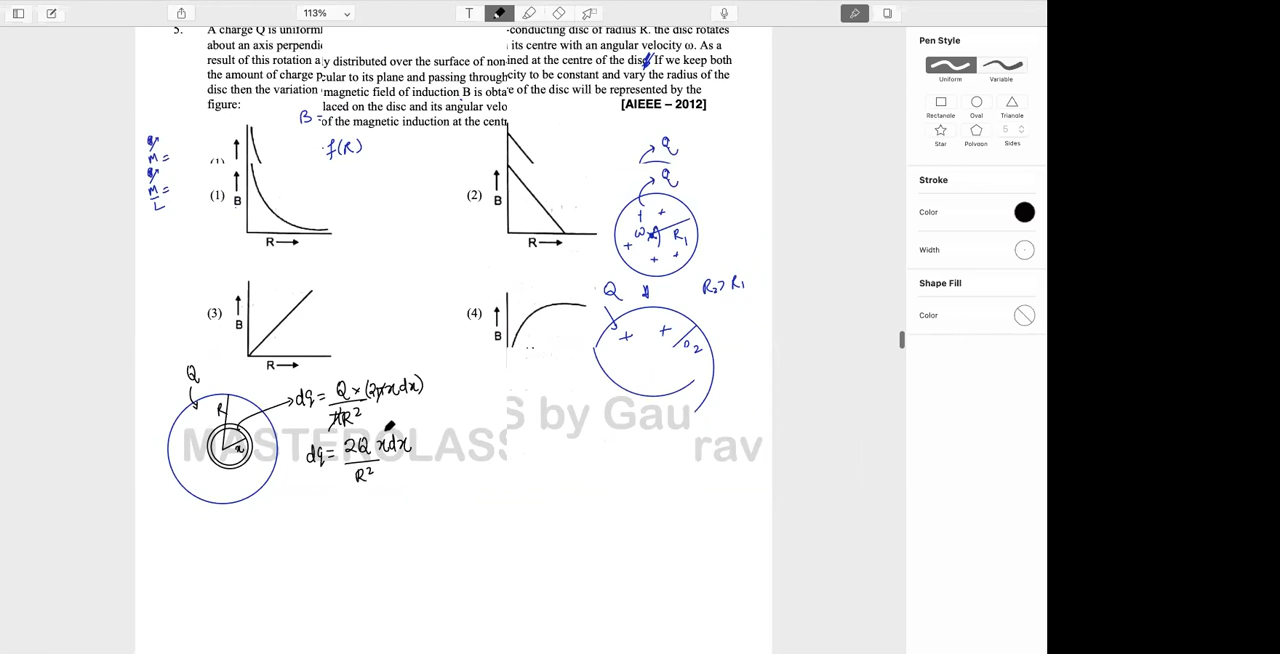 113%
T
5
5. A charge Q is uniforml
-conducting disc of radius R. the disc rotates
about an axis perpendi
its centre with an angular velocity ω. As a
result of this rotation a
y distributed over the surface of non
ined at the centre of the disc. If we keep both
the amount of charge p
cular to its plane and passing through
city to be constant and vary the radius of the
disc then the variation
magnetic field of induction B is obta
e of the disc will be represented by the
figure:
laced on the disc and its angular velo
[AIEEE – 2012]
of the magnetic induction at the cent
B =
f(R)
M =
M =
L
(1)
B
R
(2)
B
R
(3)
B
R
(4)
B
Q
Q
ω
R1
Q
R2 > R1
2
Q
R
x
dq = Q × (2πx dx)
πR²
dq = 2Q x dx
R²
MASTERCLASS
S by Gau
rav
Pen Style
Uniform
Variable
Rectangle
Oval
Triangle
Star
Polygon
Sides
Stroke
Color
Width
Shape Fill
Color